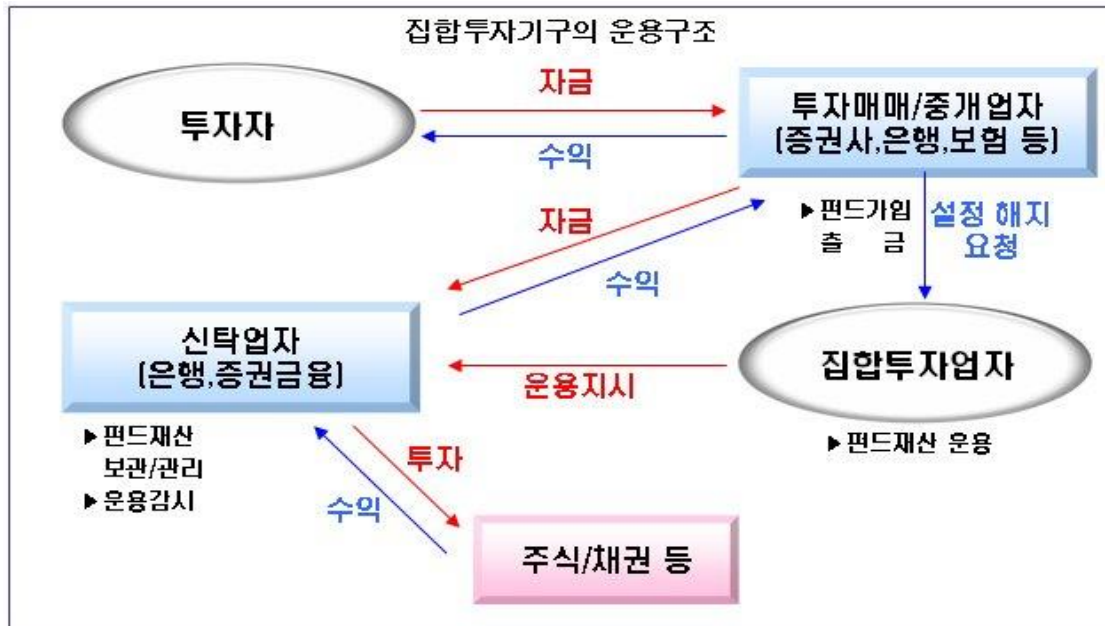 집합투자기구의 운용구조
자금
투자자
투자매매/중개업자
(증권사,은행,보험 등)
수익
자금
▶펀드가입
출 금
설정 해지
요청
수익
신탁업자
(은행,증권금융)
집합투자업자
운용지시
▶펀드재산
보관/관리
▶운용감시
▶펀드재산 운용
투자
수익
주식/채권 등